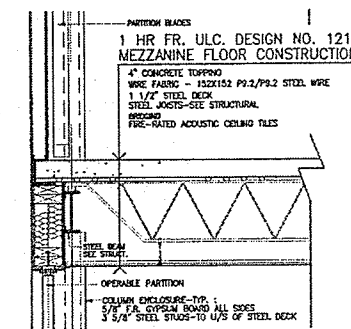 PARTITION BLADES
1 HR FR. ULC. DESIGN NO. 121
MEZZANINE FLOOR CONSTRUCTION
4" CONCRETE TOPPING
WIRE FABRIC - 152X152 P9.2/P9.2 STEEL WIRE
1 1/2" STEEL DECK
STEEL JOISTS-SEE STRUCTURAL
BRIDGING
FIRE-RATED ACOUSTIC CEILING TILES
STEEL BEAM
SEE STRUCT.
OPERABLE PARTITION
COLUMN ENCLOSURE-TYP. :
5/8" F.R. GYPSUM BOARD ALL SIDES
3 5/8" STEEL STUDS-TO U/S OF STEEL DECK